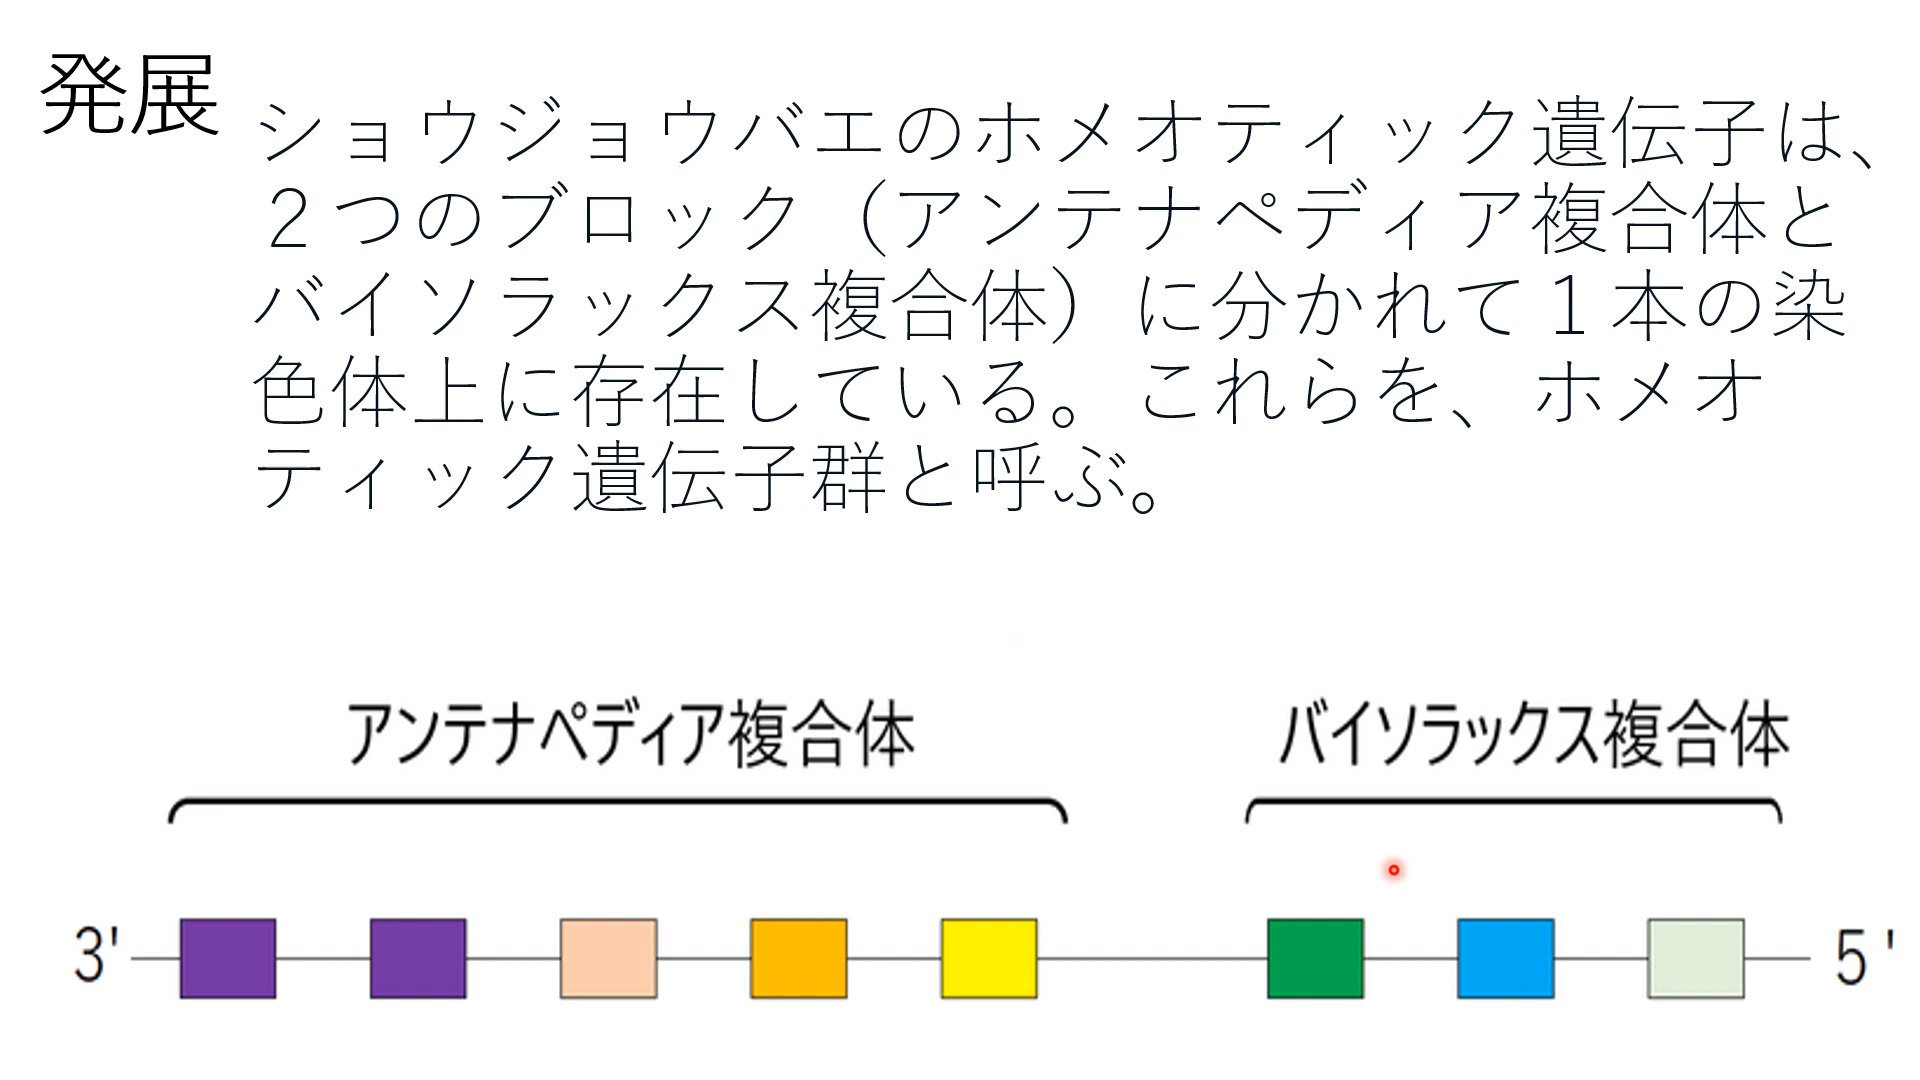 発展
ショウジョウバエのホメオティック遺伝子は、
２つのブロック（アンテナペディア複合体と
バイソラックス複合体）に分かれて１本の染
色体上に存在している。これらを、ホメオ
ティック遺伝子群と呼ぶ。
アンテナペディア複合体
バイソラックス複合体
3'
5'